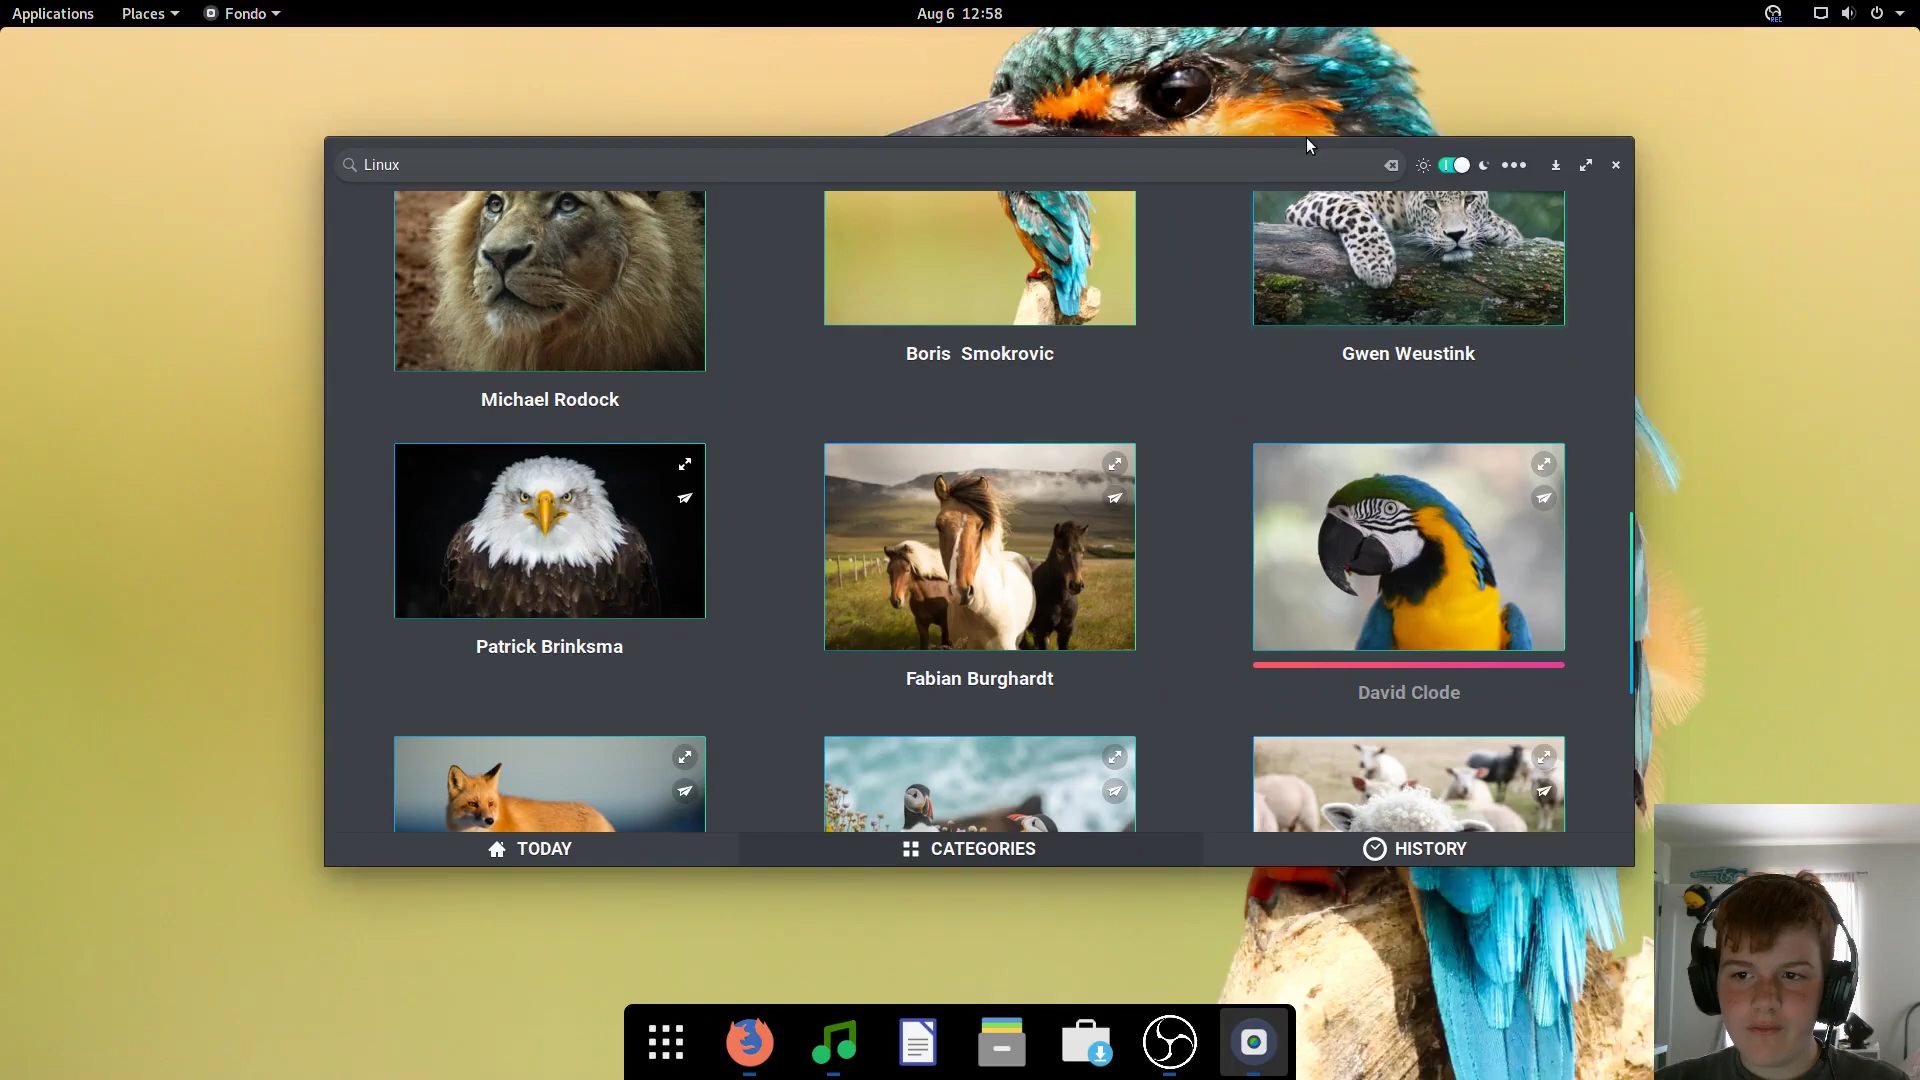 Applications Places Fondo Aug 6 12:58
REC
Linux
Boris Smokrovic
Gwen Weustink
Michael Rodock
Patrick Brinksma
Fabian Burghardt
David Clode
TODAY CATEGORIES HISTORY